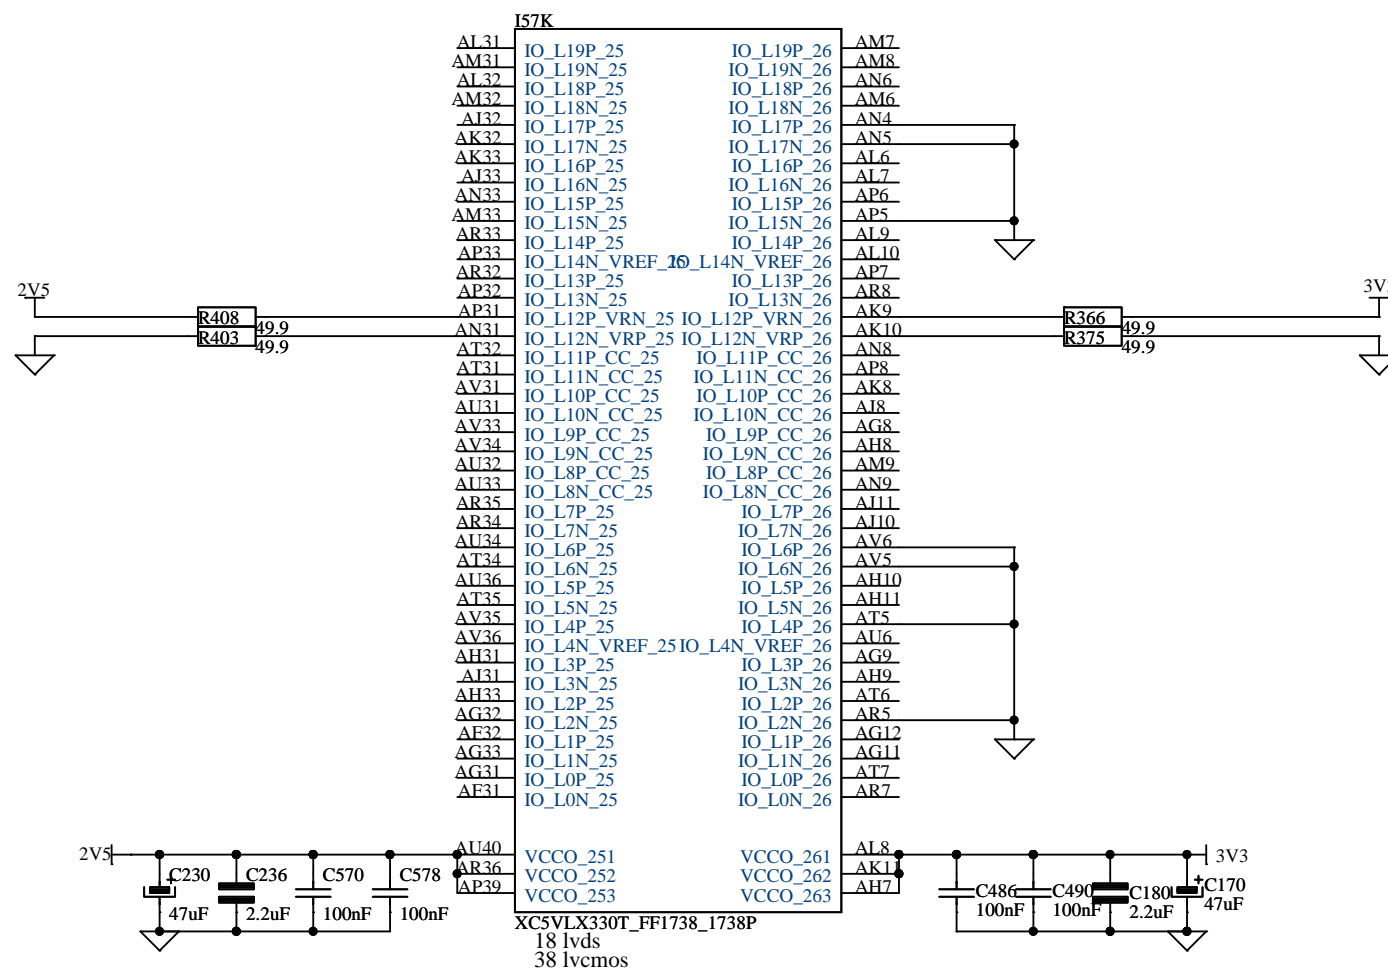 I57K
AL31 IO_L19P_25 IO_L19P_26 AM7
AM31 IO_L19N_25 IO_L19N_26 AM8
AL32 IO_L18P_25 IO_L18P_26 AN6
AM32 IO_L18N_25 IO_L18N_26 AM6
AJ32 IO_L17P_25 IO_L17P_26 AN4
AK32 IO_L17N_25 IO_L17N_26 AN5
AK33 IO_L16P_25 IO_L16P_26 AL6
AJ33 IO_L16N_25 IO_L16N_26 AL7
AN33 IO_L15P_25 IO_L15P_26 AP6
AM33 IO_L15N_25 IO_L15N_26 AP5
AR33 IO_L14P_25 IO_L14P_26 AL9
AP33 IO_L14N_VREF_25 IO_L14N_VREF_26 AL10
AR32 IO_L13P_25 IO_L13P_26 AP7
AP32 IO_L13N_25 IO_L13N_26 AR8
2V5 R408 49.9 AP31 IO_L12P_VRN_25 IO_L12P_VRN_26 AK9 R366 49.9
R403 49.9 AN31 IO_L12N_VRP_25 IO_L12N_VRP_26 AK10 R375 49.9
AT32 IO_L11P_CC_25 IO_L11P_CC_26 AN8
AT31 IO_L11N_CC_25 IO_L11N_CC_26 AP8
AV31 IO_L10P_CC_25 IO_L10P_CC_26 AK8
AU31 IO_L10N_CC_25 IO_L10N_CC_26 AJ8
AV33 IO_L9P_CC_25 IO_L9P_CC_26 AG8
AV34 IO_L9N_CC_25 IO_L9N_CC_26 AH8
AU32 IO_L8P_CC_25 IO_L8P_CC_26 AM9
AU33 IO_L8N_CC_25 IO_L8N_CC_26 AN9
AR35 IO_L7P_25 IO_L7P_26 AJ11
AR34 IO_L7N_25 IO_L7N_26 AJ10
AU34 IO_L6P_25 IO_L6P_26 AV6
AT34 IO_L6N_25 IO_L6N_26 AV5
AU36 IO_L5P_25 IO_L5P_26 AH10
AT35 IO_L5N_25 IO_L5N_26 AH11
AV35 IO_L4P_25 IO_L4P_26 AT5
AV36 IO_L4N_VREF_25 IO_L4N_VREF_26 AU6
AH31 IO_L3P_25 IO_L3P_26 AG9
AJ31 IO_L3N_25 IO_L3N_26 AH9
AH33 IO_L2P_25 IO_L2P_26 AT6
AG32 IO_L2N_25 IO_L2N_26 AR5
AF32 IO_L1P_25 IO_L1P_26 AG12
AG33 IO_L1N_25 IO_L1N_26 AG11
AG31 IO_L0P_25 IO_L0P_26 AT7
AF31 IO_L0N_25 IO_L0N_26 AR7
2V5 AU40 VCCO_251 VCCO_261 AL8 3V3
C230 C236 C570 C578 AR36 VCCO_252 VCCO_262 AK11 C486 C490 C180 C170
47uF 2.2uF 100nF 100nF AP39 VCCO_253 VCCO_263 AH7 100nF 100nF 2.2uF 47uF
XC5VLX330T_FF1738_1738P
18 lvds
38 lvcmos